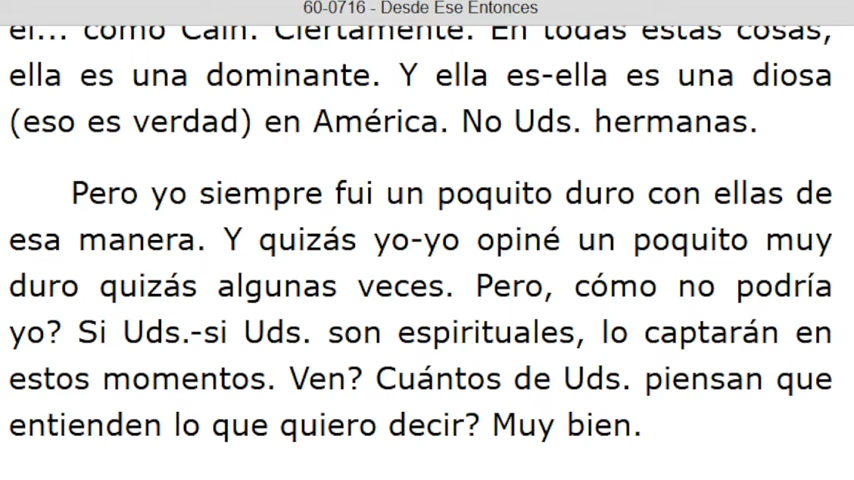 60-0716 - Desde Ese Entonces
él... como Caín. Ciertamente. En todas estas cosas,
ella es una dominante. Y ella es-ella es una diosa
(eso es verdad) en América. No Uds. hermanas.
Pero yo siempre fui un poquito duro con ellas de
esa manera. Y quizás yo-yo opiné un poquito muy
duro quizás algunas veces. Pero, cómo no podría
yo? Si Uds.-si Uds. son espirituales, lo captarán en
estos momentos. Ven? Cuántos de Uds. piensan que
entienden lo que quiero decir? Muy bien.